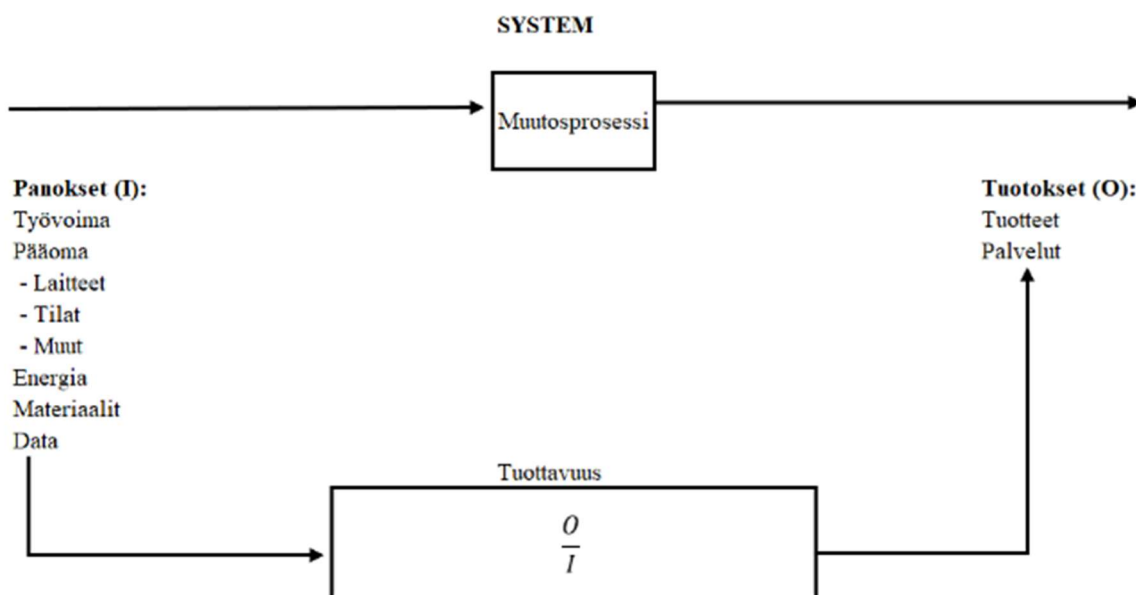 SYSTEM
Muutosprosessi
Panokset (I):
Työvoima
Pääoma
- Laitteet
- Tilat
- Muut
Energia
Materiaalit
Data
Tuotokset (O):
Tuotteet
Palvelut
Tuottavuus
O
I